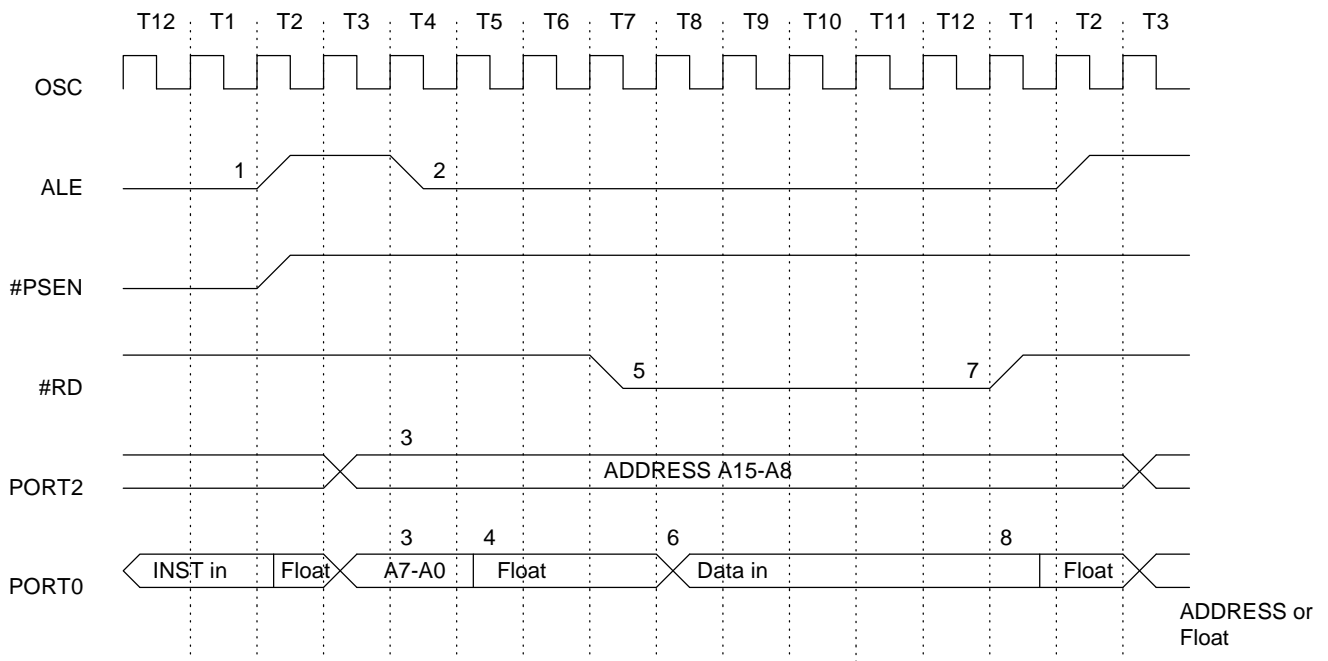 T12 T1 T2 T3 T4 T5 T6 T7 T8 T9 T10 T11 T12 T1 T2 T3
OSC
1 2
ALE
#PSEN
5 7
#RD
3
ADDRESS A15-A8
PORT2
3 4 6 8
INST in Float A7-A0 Float Data in Float
PORT0
ADDRESS or
Float